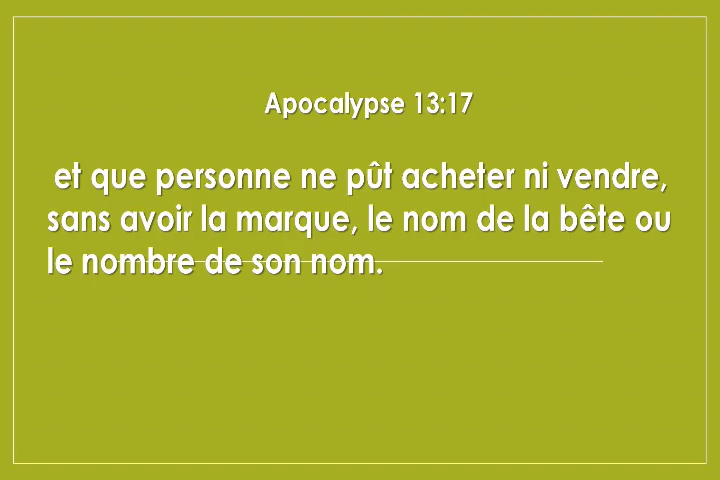 Apocalypse 13:17
et que personne ne pût acheter ni vendre,
sans avoir la marque, le nom de la bête ou
le nombre de son nom.